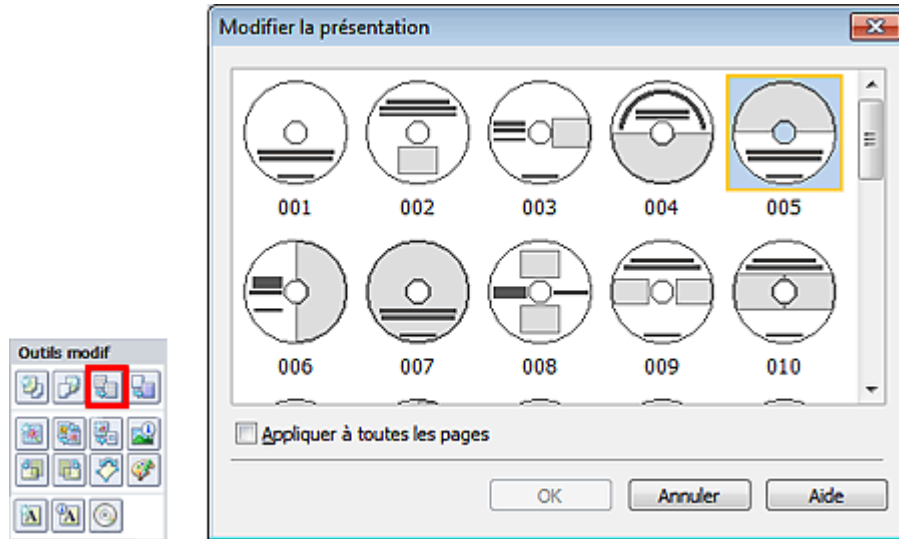 Modifier la présentation
001 002 003 004 005
006 007 008 009 010
Appliquer à toutes les pages
OK Annuler Aide
Outils modif